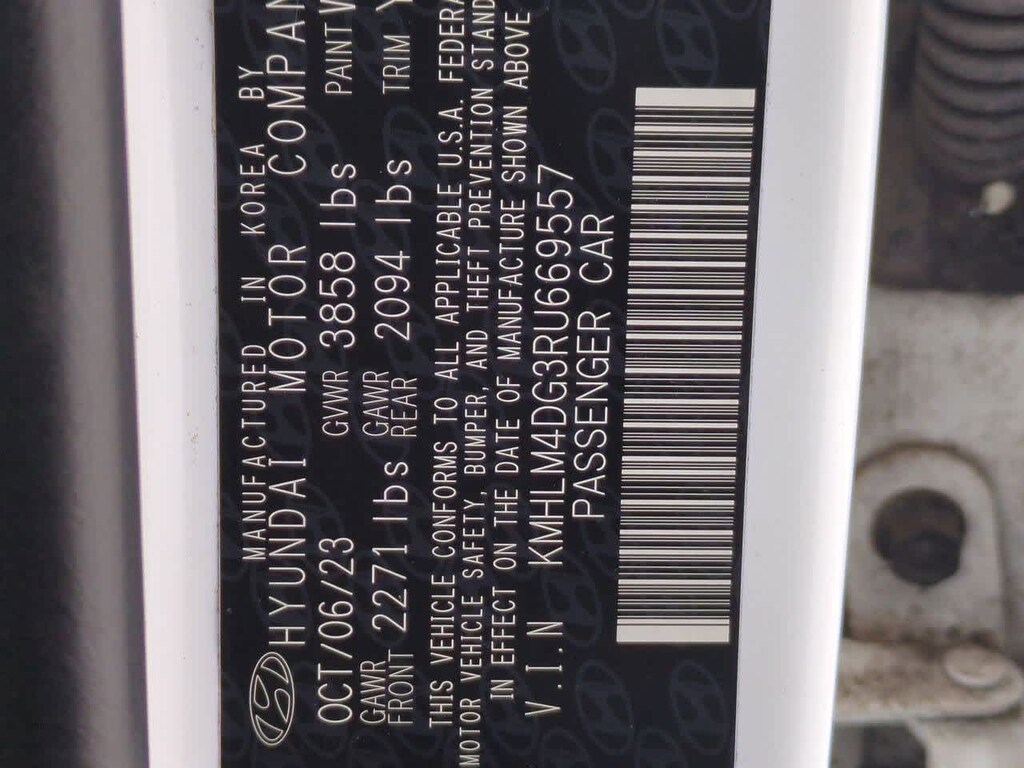 MANUFACTURED IN KOREA BY
HYUNDAI MOTOR COMPAN
OCT/06/23 GVWR 3858 lbs PAINT
GAWR FRONT 2271 lbs GAWR REAR 2094 lbs TRIM Y
THIS VEHICLE CONFORMS TO ALL APPLICABLE U.S.A. FEDERA
MOTOR VEHICLE SAFETY, BUMPER, AND THEFT PREVENTION STAND
IN EFFECT ON THE DATE OF MANUFACTURE SHOWN ABOVE
V.I.N KMHLM4DG3RU669557
PASSENGER CAR